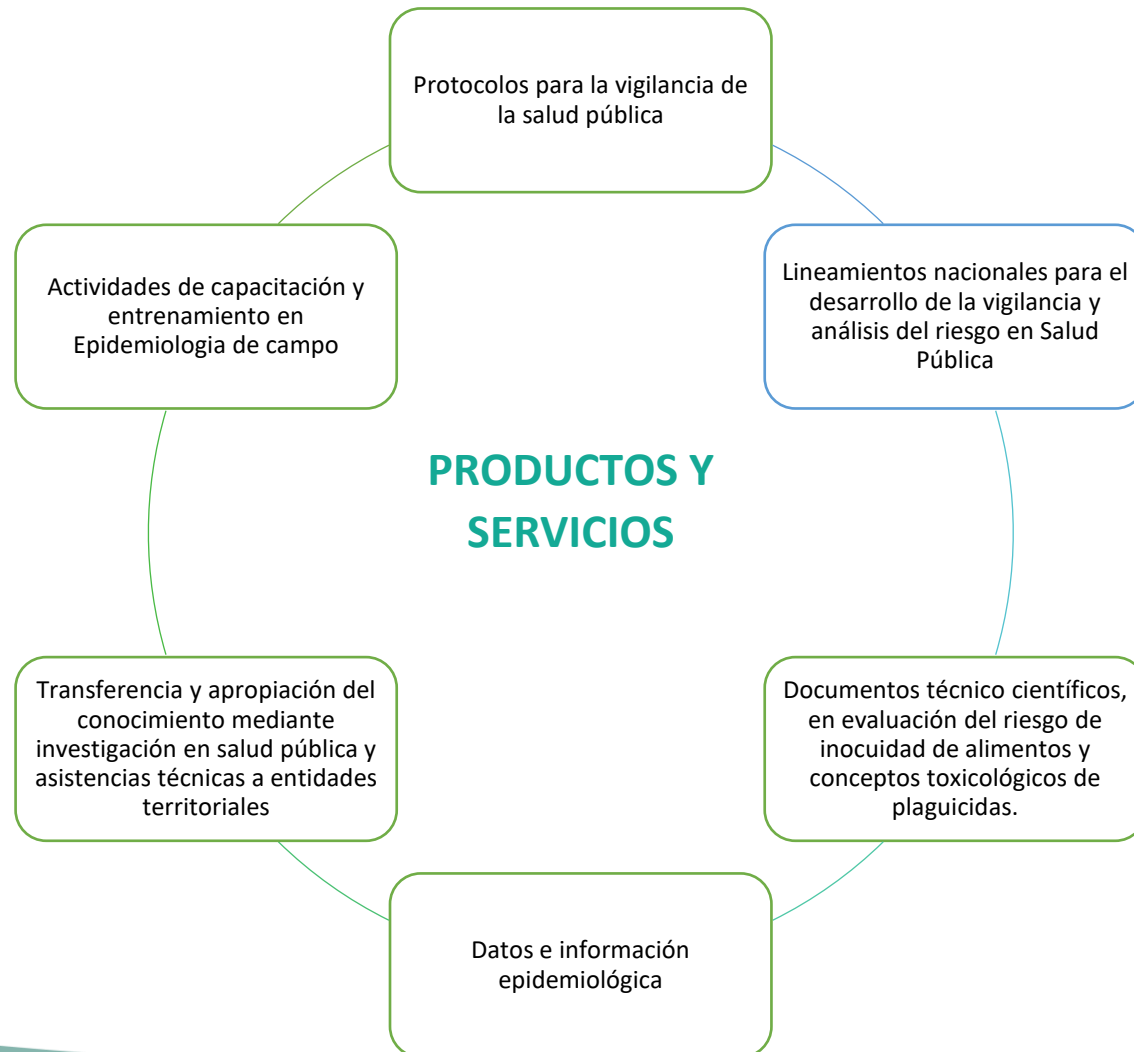 Protocolos para la vigilancia de
la salud pública
Lineamientos nacionales para el
desarrollo de la vigilancia y
análisis del riesgo en Salud
Pública
Documentos técnico científicos,
en evaluación del riesgo de
inocuidad de alimentos y
conceptos toxicológicos de
plaguicidas.
Datos e información
epidemiológica
Transferencia y apropiación del
conocimiento mediante
investigación en salud pública y
asistencias técnicas a entidades
territoriales
Actividades de capacitación y
entrenamiento en
Epidemiologia de campo
PRODUCTOS Y
SERVICIOS